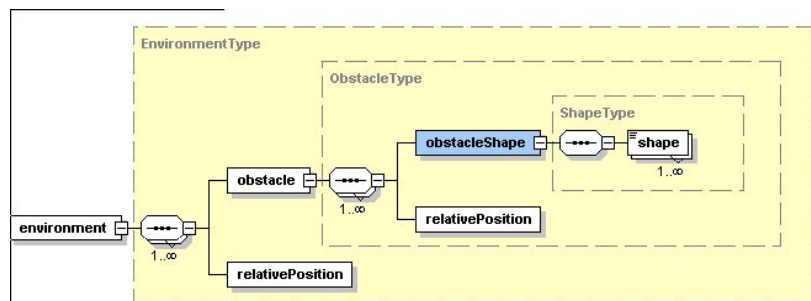 EnvironmentType
ObstacleType
ShapeType
obstacleShape
shape
1..∞
obstacle
1..∞
relativePosition
environment
1..∞
relativePosition